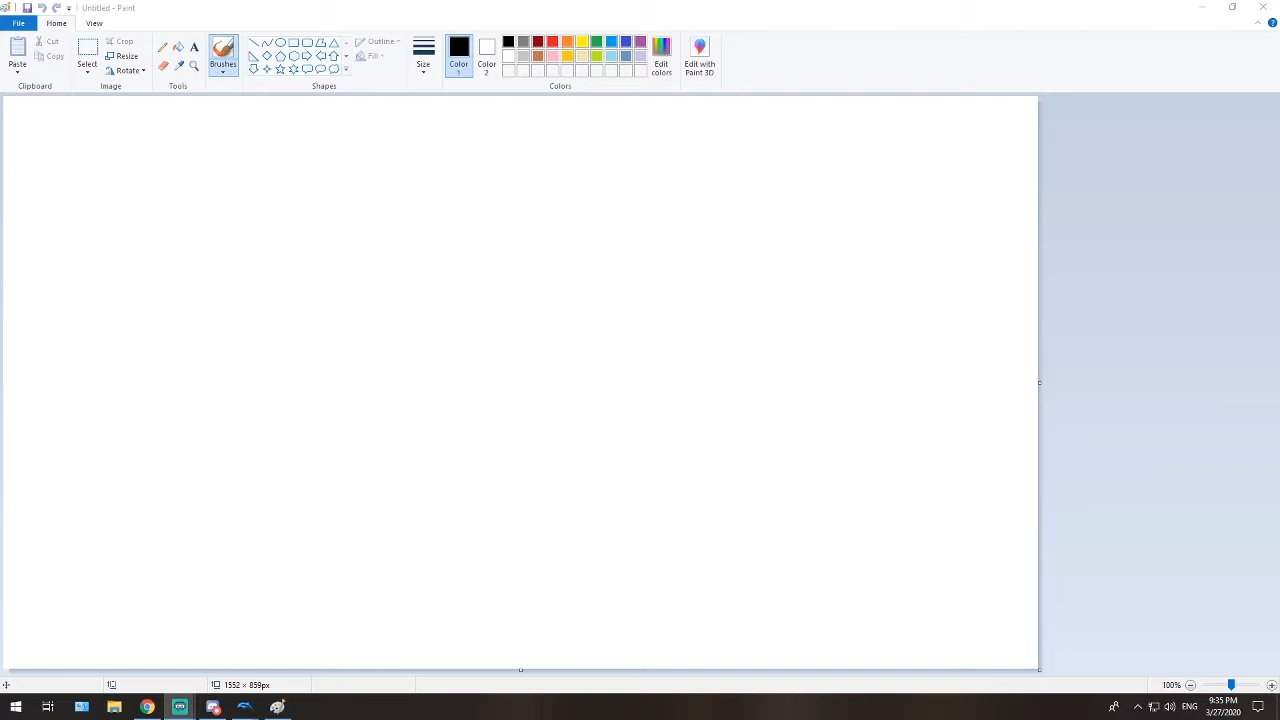 Untitled - Paint
File Home View
Paste
Cut
Copy
Clipboard
Select
Crop
Resize
Rotate
Image
A
Tools
Brushes
Outline
Fill
Shapes
Size
Color 1
Color 2
Edit colors
Colors
Edit with Paint 3D
1552 × 859px
100%
ENG
9:35 PM
3/27/2020